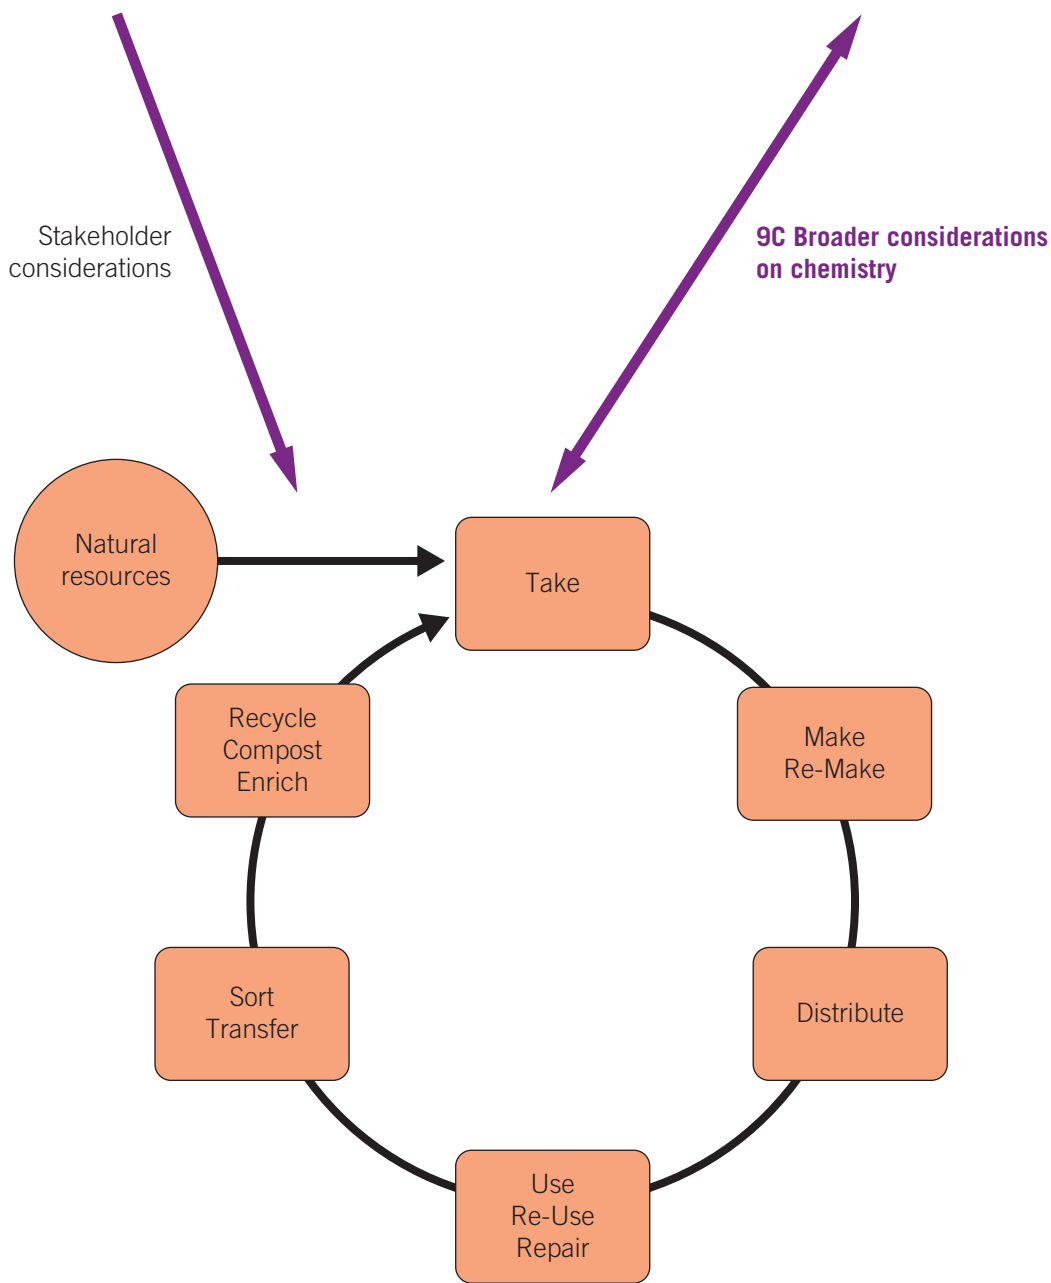 Stakeholder
considerations
9C Broader considerations
on chemistry
Natural
resources
Take
Recycle
Compost
Enrich
Make
Re-Make
Sort
Transfer
Distribute
Use
Re-Use
Repair